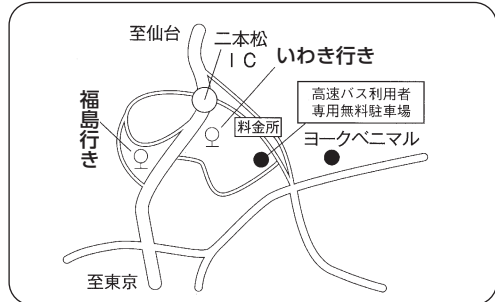 至仙台
二本松
IC
いわき行き
福島行き
高速バス利用者
専用無料駐車場
料金所
ヨークベニマル
至東京